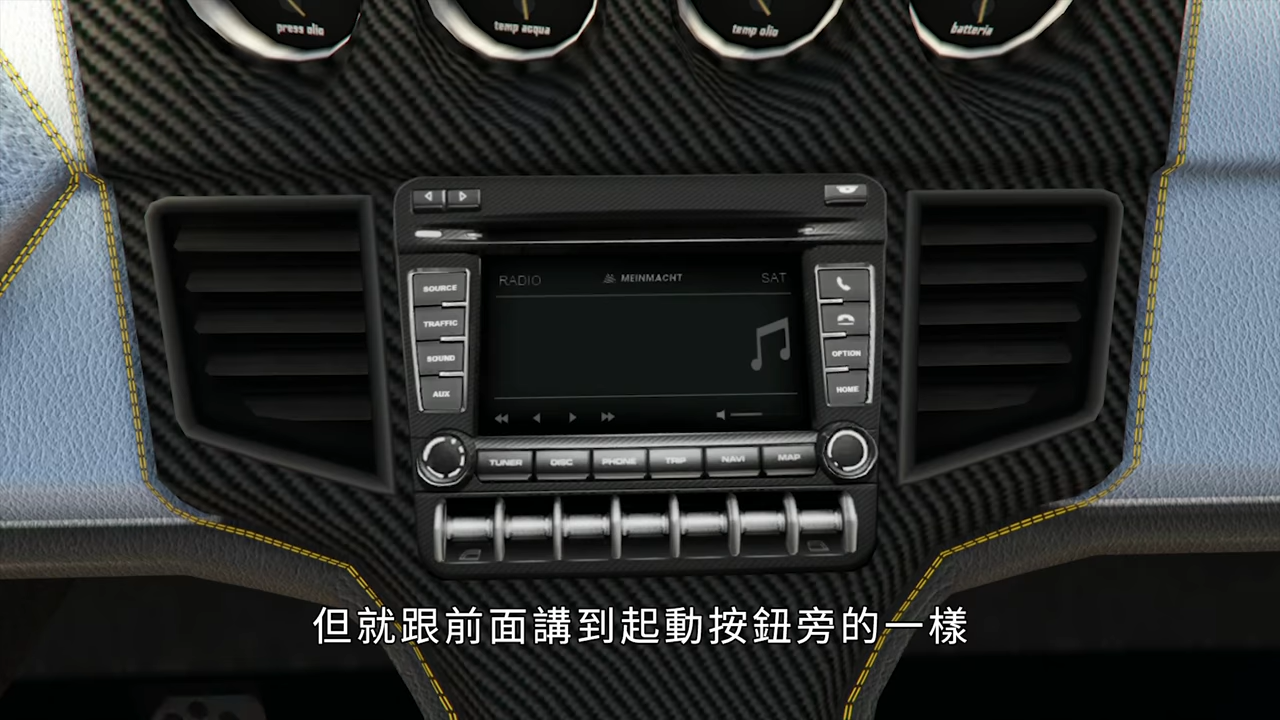 press olio
temp acqua
temp olio
batteria
RADIO
MEINMACHT
SAT
SOURCE
TRAFFIC
SOUND
AUX
OPTION
HOME
TUNER
DISC
PHONE
TRIP
NAVI
MAP
但就跟前面講到起動按鈕旁的一樣